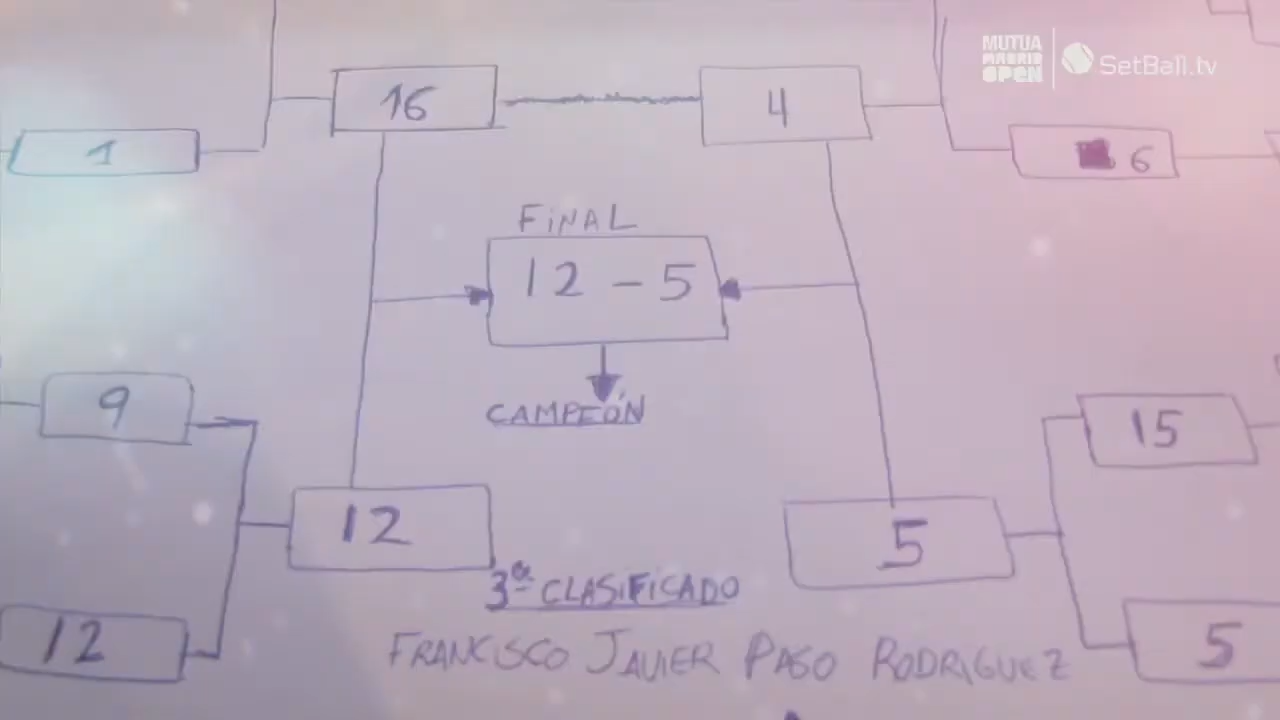 MUTUA
MADRID
OPEN
SetBall.tv
16
4
1
6
FINAL
12 - 5
CAMPEÓN
9
15
12
5
3º CLASIFICADO
12
5
FRANCISCO JAVIER PASO RODRIGUEZ